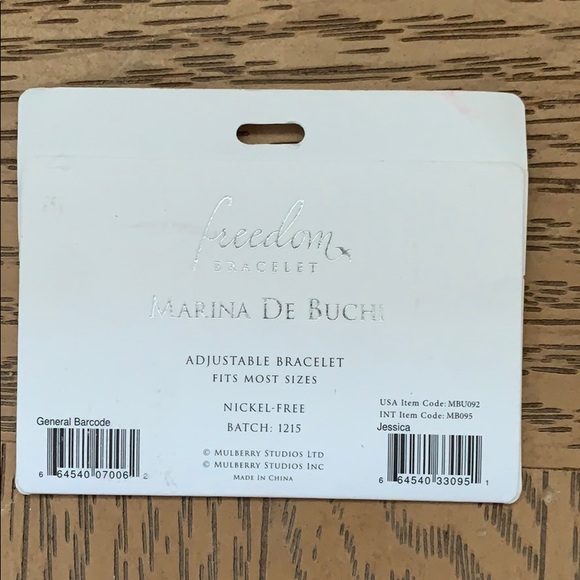 freedom
BRACELET
MARINA DE BUCHI
ADJUSTABLE BRACELET
FITS MOST SIZES
NICKEL-FREE
BATCH: 1215
© MULBERRY STUDIOS LTD
© MULBERRY STUDIOS INC
MADE IN CHINA
General Barcode
6 64540 07006 2
USA Item Code: MBU092
INT Item Code: MB095
Jessica
6 64540 33095 1